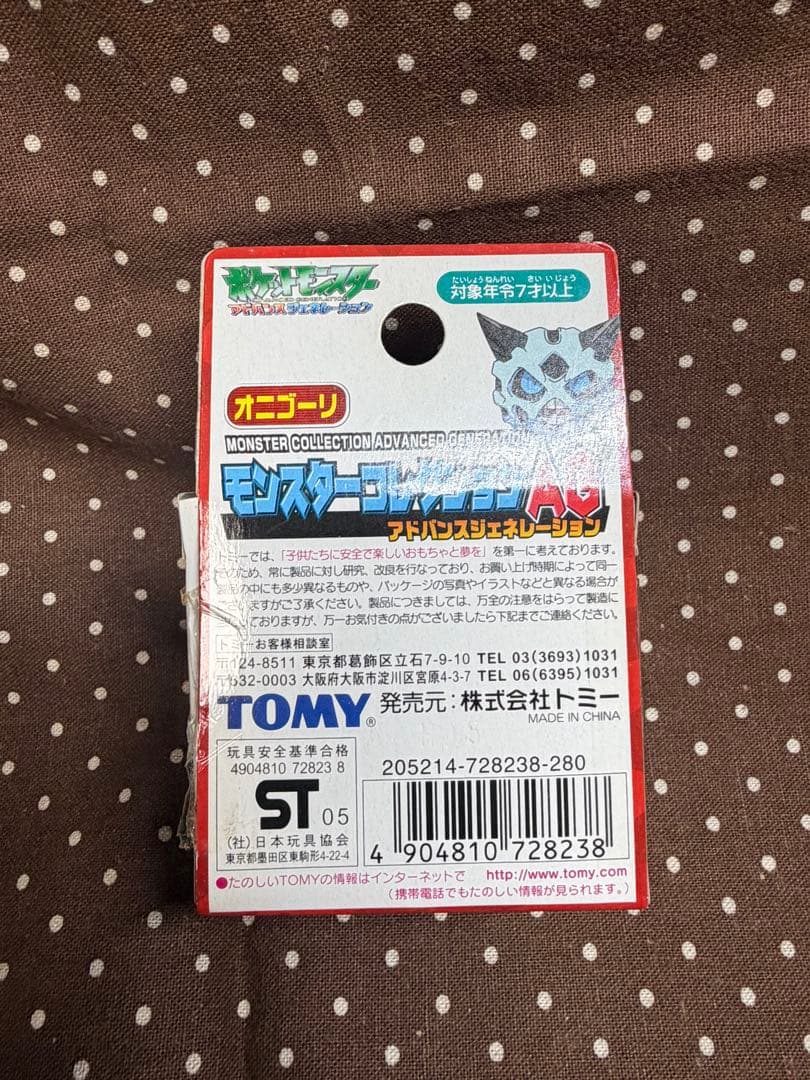 ポケットモンスター
アドバンスジェネレーション
たいしょうねんれい さい いじょう
対象年令7才以上
オニゴーリ
MONSTER COLLECTION ADVANCED GENERATION
モンスターコレクションAG
アドバンスジェネレーション
トミーでは、「子供たちに安全で楽しいおもちゃと夢を」を第一に考えております。
のため、常に製品に対し研究、改良を行なっており、お買い上げ時期によって同一
製品の中にも多少異なるものや、パッケージの写真やイラストなどと異なる場合が
ますがご了承ください。製品につきましては、万全の注意をはらって製造に
ておりますが、万一お気付きの点がございましたら下記までご連絡ください。
トミーお客様相談室
〒124-8511 東京都葛飾区立石7-9-10 TEL 03(3693)1031
〒532-0003 大阪府大阪市淀川区宮原4-3-7 TEL 06(6395)1031
TOMY® 発売元:株式会社トミー
MADE IN CHINA
玩具安全基準合格
4904810 72823 8
ST 05
(社)日本玩具協会
東京都墨田区東駒形4-22-4
205214-728238-280
4 904810 728238
●たのしいTOMYの情報はインターネットで http://www.tomy.com
(携帯電話でもたのしい情報が見られます。)